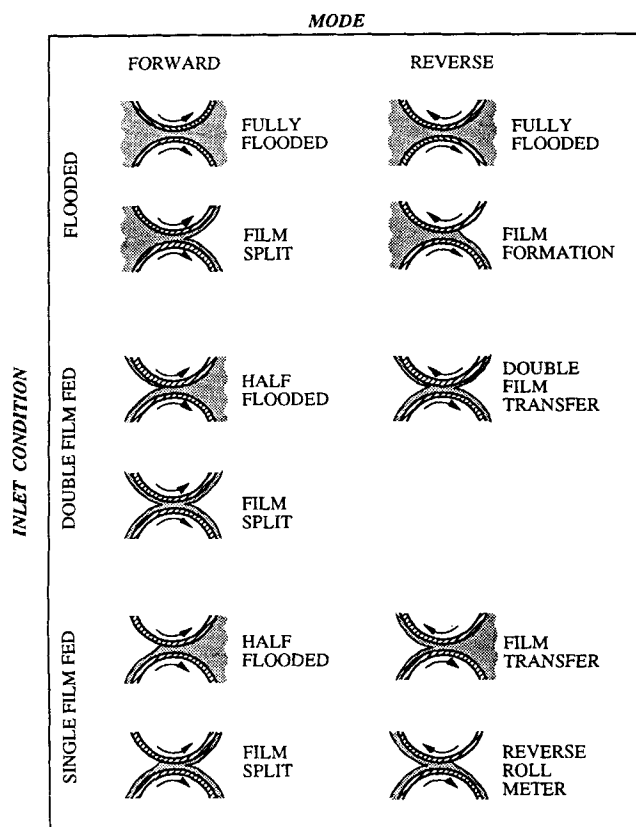 MODE
FORWARD
REVERSE
INLET CONDITION
FLOODED
FULLY
FLOODED
FULLY
FLOODED
FILM
SPLIT
FILM
FORMATION
DOUBLE FILM FED
HALF
FLOODED
DOUBLE
FILM
TRANSFER
FILM
SPLIT
SINGLE FILM FED
HALF
FLOODED
FILM
TRANSFER
FILM
SPLIT
REVERSE
ROLL
METER